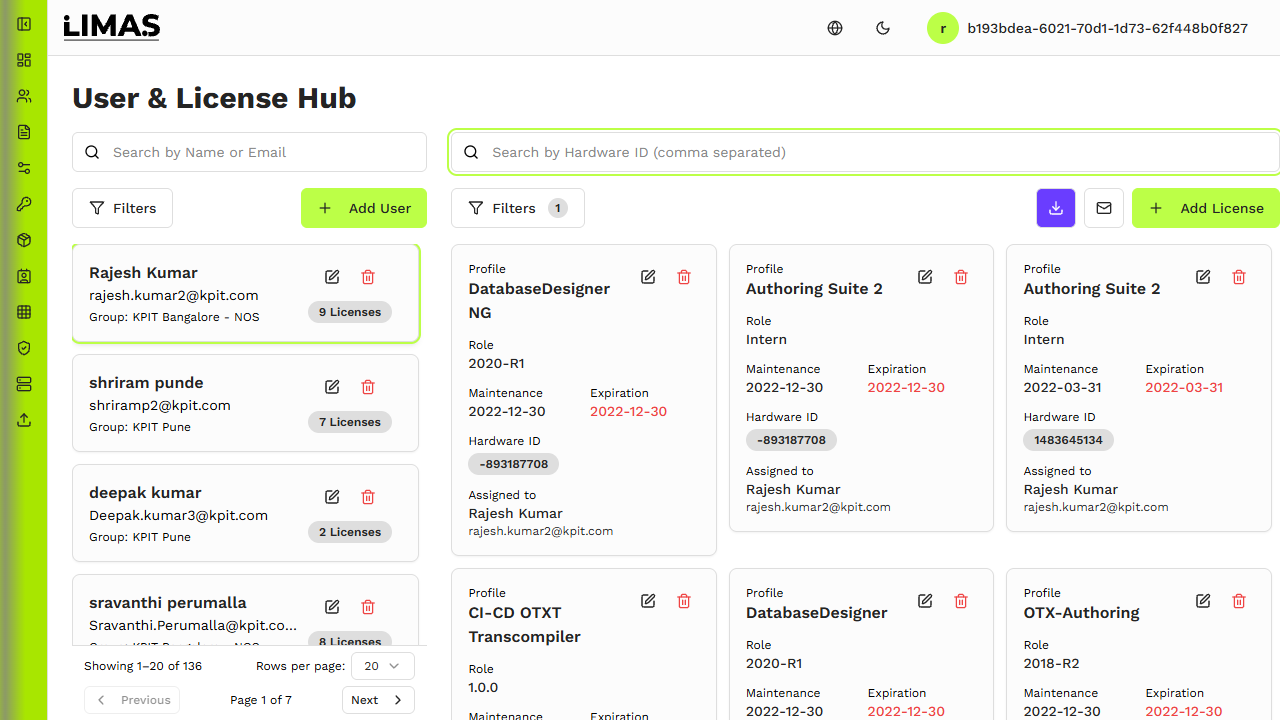 LIMAS
r
b193bdea-6021-70d1-1d73-62f448b0f827
User & License Hub
Search by Name or Email
Search by Hardware ID (comma separated)
Filters
Add User
Filters 1
Add License
Rajesh Kumar
rajesh.kumar2@kpit.com
Group: KPIT Bangalore - NOS
9 Licenses
shriram punde
shriramp2@kpit.com
Group: KPIT Pune
7 Licenses
deepak kumar
Deepak.kumar3@kpit.com
Group: KPIT Pune
2 Licenses
sravanthi perumalla
Sravanthi.Perumalla@kpit.co...
Group: KPIT Bangalore - NOS
8 Licenses
Showing 1–20 of 136
Rows per page: 20
Previous
Page 1 of 7
Next
Profile
DatabaseDesigner
NG
Role
2020-R1
Maintenance Expiration
2022-12-30 2022-12-30
Hardware ID
-893187708
Assigned to
Rajesh Kumar
rajesh.kumar2@kpit.com
Profile
Authoring Suite 2
Role
Intern
Maintenance Expiration
2022-12-30 2022-12-30
Hardware ID
-893187708
Assigned to
Rajesh Kumar
rajesh.kumar2@kpit.com
Profile
Authoring Suite 2
Role
Intern
Maintenance Expiration
2022-03-31 2022-03-31
Hardware ID
1483645134
Assigned to
Rajesh Kumar
rajesh.kumar2@kpit.com
Profile
CI-CD OTXT
Transcompiler
Role
1.0.0
Maintenance Expiration
Profile
DatabaseDesigner
Role
2020-R1
Maintenance Expiration
2022-12-30 2022-12-30
Profile
OTX-Authoring
Role
2018-R2
Maintenance Expiration
2022-12-30 2022-12-30